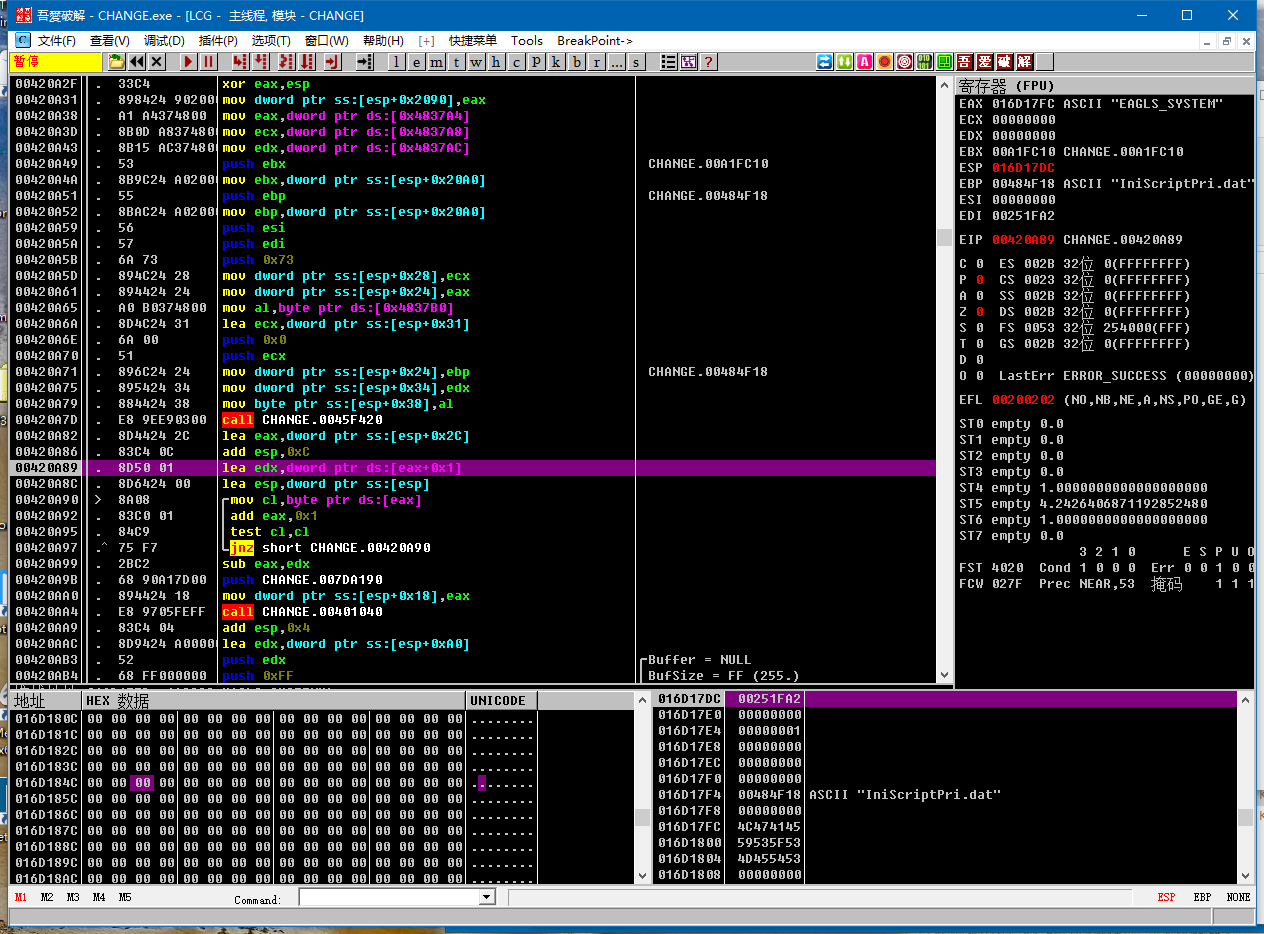 吾愛破解 - CHANGE.exe - [LCG - 主线程, 模块 - CHANGE]
C 文件(F) 查看(V) 调试(D) 插件(P) 选项(T) 窗口(W) 帮助(H) [+] 快捷菜单 Tools BreakPoint->
暂停 l e m t w h c p k b r ... s ? A 吾 爱 破 解
00420A2F . 33C4 xor eax,esp
00420A31 . 898424 90200 mov dword ptr ss:[esp+0x2090],eax
00420A38 . A1 A4374800 mov eax,dword ptr ds:[0x4837A4]
00420A3D . 8B0D A837480 mov ecx,dword ptr ds:[0x4837A8]
00420A43 . 8B15 AC37480 mov edx,dword ptr ds:[0x4837AC]
00420A49 . 53 push ebx CHANGE.00A1FC10
00420A4A . 8B9C24 A0200 mov ebx,dword ptr ss:[esp+0x20A0]
00420A51 . 55 push ebp CHANGE.00484F18
00420A52 . 8BAC24 A0200 mov ebp,dword ptr ss:[esp+0x20A0]
00420A59 . 56 push esi
00420A5A . 57 push edi
00420A5B . 6A 73 push 0x73
00420A5D . 894C24 28 mov dword ptr ss:[esp+0x28],ecx
00420A61 . 894424 24 mov dword ptr ss:[esp+0x24],eax
00420A65 . A0 B0374800 mov al,byte ptr ds:[0x4837B0]
00420A6A . 8D4C24 31 lea ecx,dword ptr ss:[esp+0x31]
00420A6E . 6A 00 push 0x0
00420A70 . 51 push ecx
00420A71 . 896C24 24 mov dword ptr ss:[esp+0x24],ebp CHANGE.00484F18
00420A75 . 895424 34 mov dword ptr ss:[esp+0x34],edx
00420A79 . 884424 38 mov byte ptr ss:[esp+0x38],al
00420A7D . E8 9EE90300 call CHANGE.0045F420
00420A82 . 8D4424 2C lea eax,dword ptr ss:[esp+0x2C]
00420A86 . 83C4 0C add esp,0xC
00420A89 . 8D50 01 lea edx,dword ptr ds:[eax+0x1]
00420A8C . 8D6424 00 lea esp,dword ptr ss:[esp]
00420A90 > 8A08 mov cl,byte ptr ds:[eax]
00420A92 . 83C0 01 add eax,0x1
00420A95 . 84C9 test cl,cl
00420A97 .^ 75 F7 jnz short CHANGE.00420A90
00420A99 . 2BC2 sub eax,edx
00420A9B . 68 90A17D00 push CHANGE.007DA190
00420AA0 . 894424 18 mov dword ptr ss:[esp+0x18],eax
00420AA4 . E8 9705FEFF call CHANGE.00401040
00420AA9 . 83C4 04 add esp,0x4
00420AAC . 8D9424 A0000 lea edx,dword ptr ss:[esp+0xA0]
00420AB3 . 52 push edx Buffer = NULL
00420AB4 . 68 FF000000 push 0xFF BufSize = FF (255.)
寄存器 (FPU)
EAX 016D17FC ASCII "EAGLS_SYSTEM"
ECX 00000000
EDX 00000000
EBX 00A1FC10 CHANGE.00A1FC10
ESP 016D17DC
EBP 00484F18 ASCII "IniScriptPri.dat"
ESI 00000000
EDI 00251FA2
EIP 00420A89 CHANGE.00420A89
C 0 ES 002B 32位 0(FFFFFFFF)
P 0 CS 0023 32位 0(FFFFFFFF)
A 0 SS 002B 32位 0(FFFFFFFF)
Z 0 DS 002B 32位 0(FFFFFFFF)
S 0 FS 0053 32位 254000(FFF)
T 0 GS 002B 32位 0(FFFFFFFF)
D 0
O 0 LastErr ERROR_SUCCESS (00000000)
EFL 00200202 (NO,NB,NE,A,NS,PO,GE,G)
ST0 empty 0.0
ST1 empty 0.0
ST2 empty 0.0
ST3 empty 0.0
ST4 empty 1.0000000000000000000
ST5 empty 4.2426406871192852480
ST6 empty 1.0000000000000000000
ST7 empty 0.0
3 2 1 0 E S P U O
FST 4020 Cond 1 0 0 0 Err 0 0 1 0 0
FCW 027F Prec NEAR,53 掩码 1 1 1
地址 HEX 数据 UNICODE
016D180C 00 00 00 00 00 00 00 00 00 00 00 00 00 00 00 00 ........
016D181C 00 00 00 00 00 00 00 00 00 00 00 00 00 00 00 00 ........
016D182C 00 00 00 00 00 00 00 00 00 00 00 00 00 00 00 00 ........
016D183C 00 00 00 00 00 00 00 00 00 00 00 00 00 00 00 00 ........
016D184C 00 00 00 00 00 00 00 00 00 00 00 00 00 00 00 00 ........
016D185C 00 00 00 00 00 00 00 00 00 00 00 00 00 00 00 00 ........
016D186C 00 00 00 00 00 00 00 00 00 00 00 00 00 00 00 00 ........
016D187C 00 00 00 00 00 00 00 00 00 00 00 00 00 00 00 00 ........
016D188C 00 00 00 00 00 00 00 00 00 00 00 00 00 00 00 00 ........
016D189C 00 00 00 00 00 00 00 00 00 00 00 00 00 00 00 00 ........
016D18AC 00 00 00 00 00 00 00 00 00 00 00 00 00 00 00 00 ........
016D17DC 00251FA2
016D17E0 00000000
016D17E4 00000001
016D17E8 00000000
016D17EC 00000000
016D17F0 00000000
016D17F4 00484F18 ASCII "IniScriptPri.dat"
016D17F8 00000000
016D17FC 4C474145
016D1800 59535F53
016D1804 4D455453
016D1808 00000000
M1 M2 M3 M4 M5 Command: ESP EBP NONE